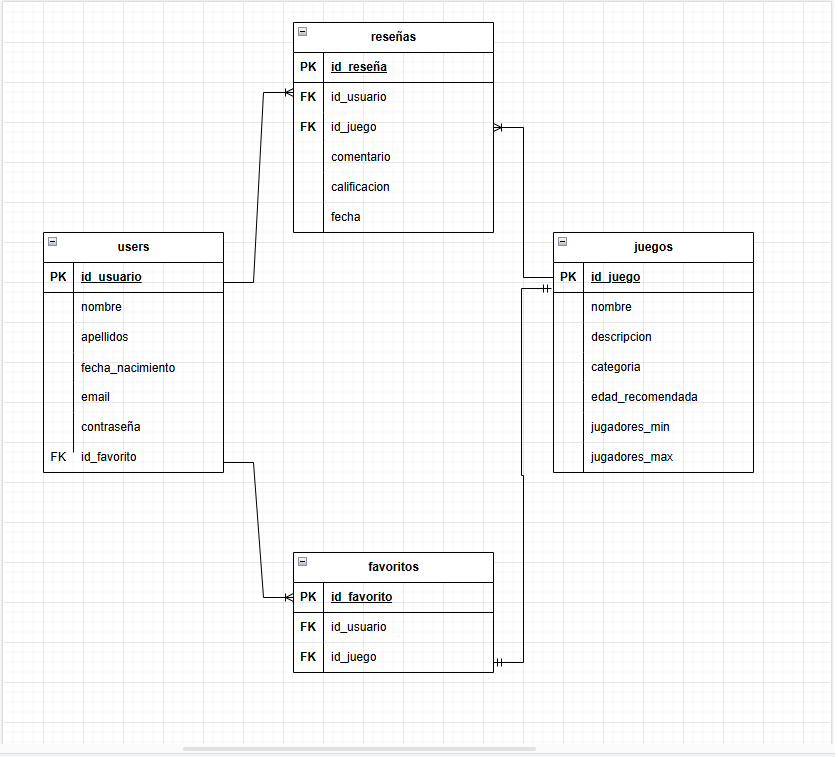 reseñas
PK id_reseña
FK id_usuario
FK id_juego
comentario
calificacion
fecha
users
PK id_usuario
nombre
apellidos
fecha_nacimiento
email
contraseña
FK id_favorito
juegos
PK id_juego
nombre
descripcion
categoria
edad_recomendada
jugadores_min
jugadores_max
favoritos
PK id_favorito
FK id_usuario
FK id_juego